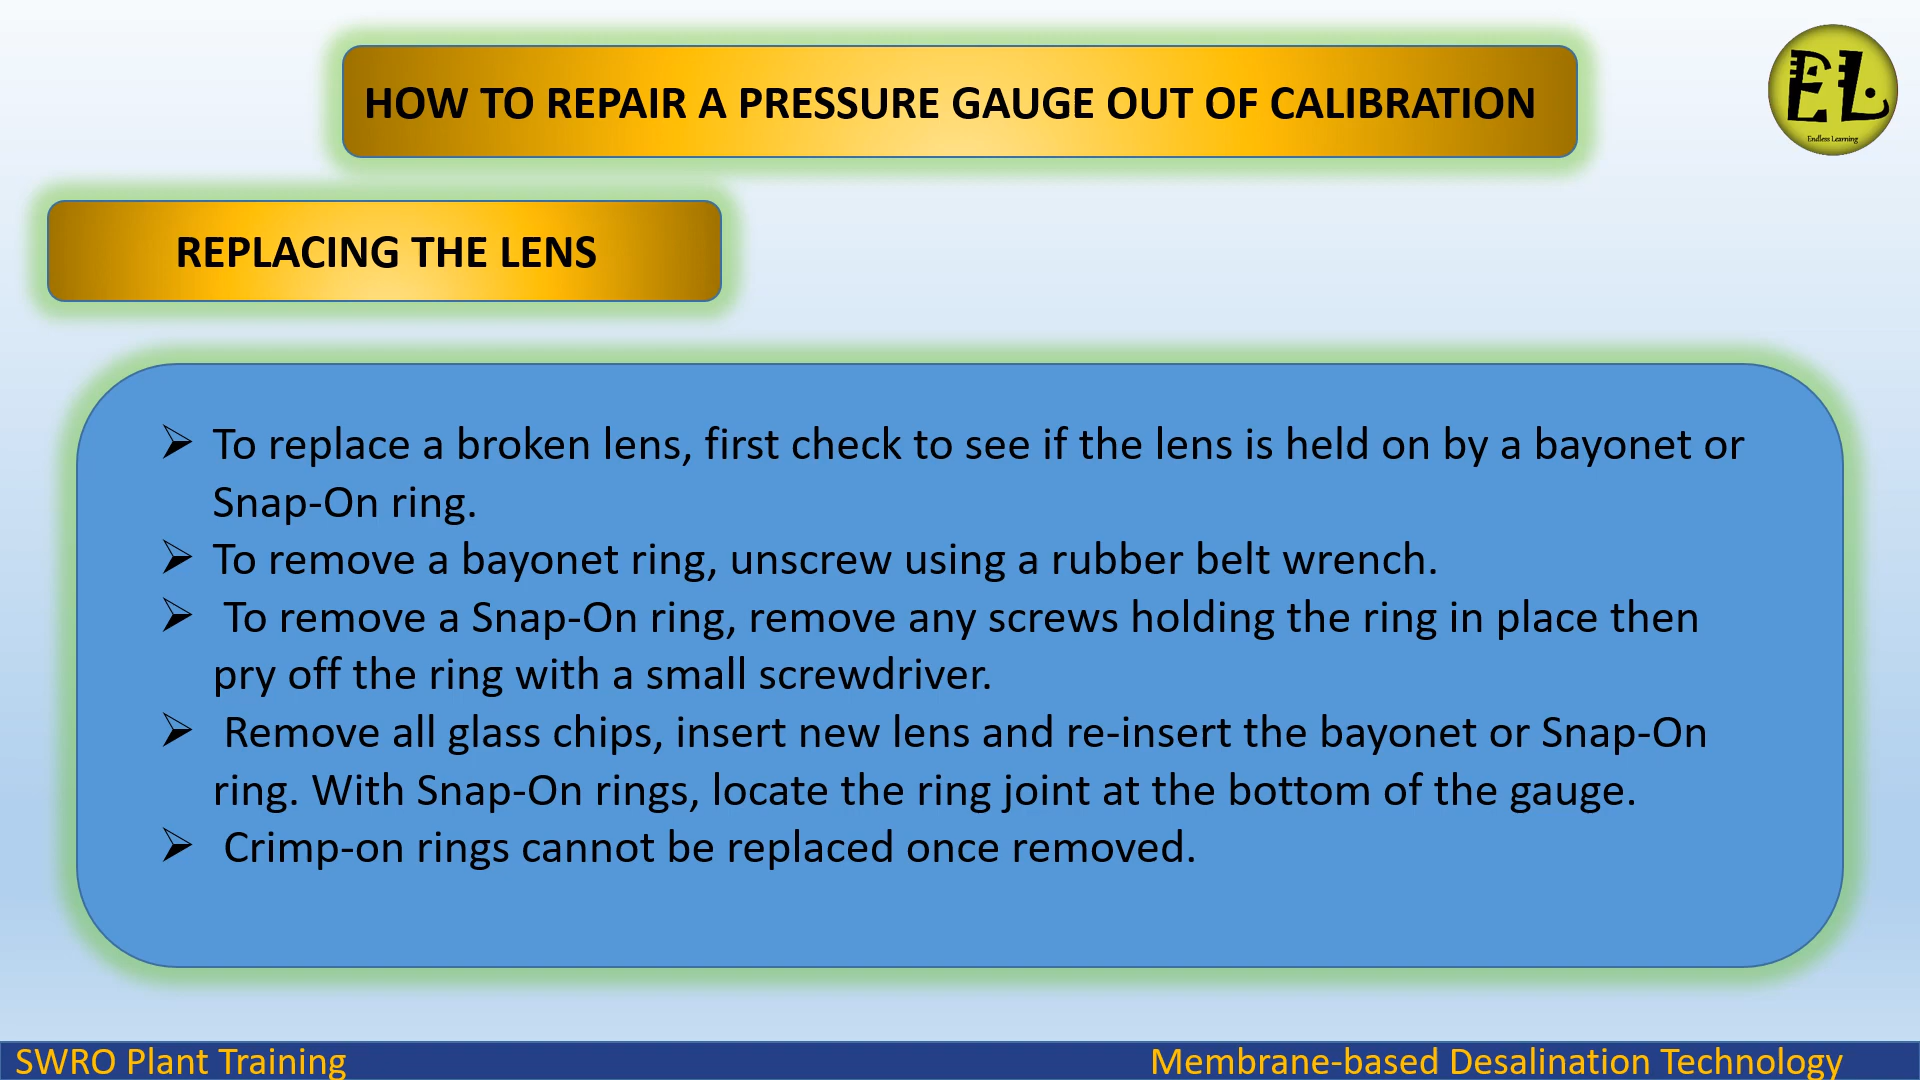 HOW TO REPAIR A PRESSURE GAUGE OUT OF CALIBRATION
EL
Endless Learning
REPLACING THE LENS
➢ To replace a broken lens, first check to see if the lens is held on by a bayonet or
Snap-On ring.
➢ To remove a bayonet ring, unscrew using a rubber belt wrench.
➢ To remove a Snap-On ring, remove any screws holding the ring in place then
pry off the ring with a small screwdriver.
➢ Remove all glass chips, insert new lens and re-insert the bayonet or Snap-On
ring. With Snap-On rings, locate the ring joint at the bottom of the gauge.
➢ Crimp-on rings cannot be replaced once removed.
SWRO Plant Training
Membrane-based Desalination Technology